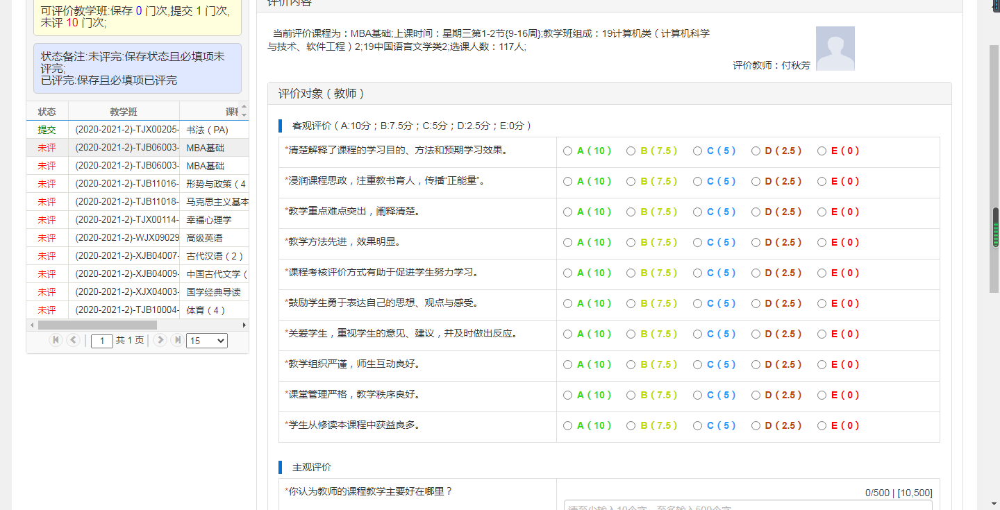 可评价教学班:保存 0 门次,提交 1 门次,
未评 10 门次;
状态备注:未评完:保存状态且必填项未
评完;
已评完:保存且必填项已评完
状态 教学班 课程
提交 (2020-2021-2)-TJX00205- 书法（PA)
未评 (2020-2021-2)-TJB06003- MBA基础
未评 (2020-2021-2)-TJB06003- MBA基础
未评 (2020-2021-2)-TJB11016- 形势与政策（4
未评 (2020-2021-2)-TJB11018- 马克思主义基本
未评 (2020-2021-2)-TJX00114- 幸福心理学
未评 (2020-2021-2)-WJX09029 高级英语
未评 (2020-2021-2)-XJB04007- 古代汉语（2）
未评 (2020-2021-2)-XJB04009- 中国古代文学（
未评 (2020-2021-2)-XJX04003- 国学经典导读
未评 (2020-2021-2)-TJB10004- 体育（4）
1 共 1 页 15
评价内容
当前评价课程为：MBA基础;上课时间：星期三第1-2节{9-16周};教学班组成：19计算机类（计算机科学
与技术、软件工程）2;19中国语言文学类2;选课人数：117人;
评价教师：付秋芳
评价对象（教师）
客观评价（A:10分；B:7.5分；C:5分；D:2.5分；E:0分）
*清楚解释了课程的学习目的、方法和预期学习效果。 A（10） B（7.5） C（5） D（2.5） E（0）
*浸润课程思政，注重教书育人，传播“正能量”。 A（10） B（7.5） C（5） D（2.5） E（0）
*教学重点难点突出，阐释清楚。 A（10） B（7.5） C（5） D（2.5） E（0）
*教学方法先进，效果明显。 A（10） B（7.5） C（5） D（2.5） E（0）
*课程考核评价方式有助于促进学生努力学习。 A（10） B（7.5） C（5） D（2.5） E（0）
*鼓励学生勇于表达自己的思想、观点与感受。 A（10） B（7.5） C（5） D（2.5） E（0）
*关爱学生，重视学生的意见、建议，并及时做出反应。 A（10） B（7.5） C（5） D（2.5） E（0）
*教学组织严谨，师生互动良好。 A（10） B（7.5） C（5） D（2.5） E（0）
*课堂管理严格，教学秩序良好。 A（10） B（7.5） C（5） D（2.5） E（0）
*学生从修读本课程中获益良多。 A（10） B（7.5） C（5） D（2.5） E（0）
主观评价
*你认为教师的课程教学主要好在哪里？ 0/500 | [10,500]
请至少输入10个字，至多输入500个字